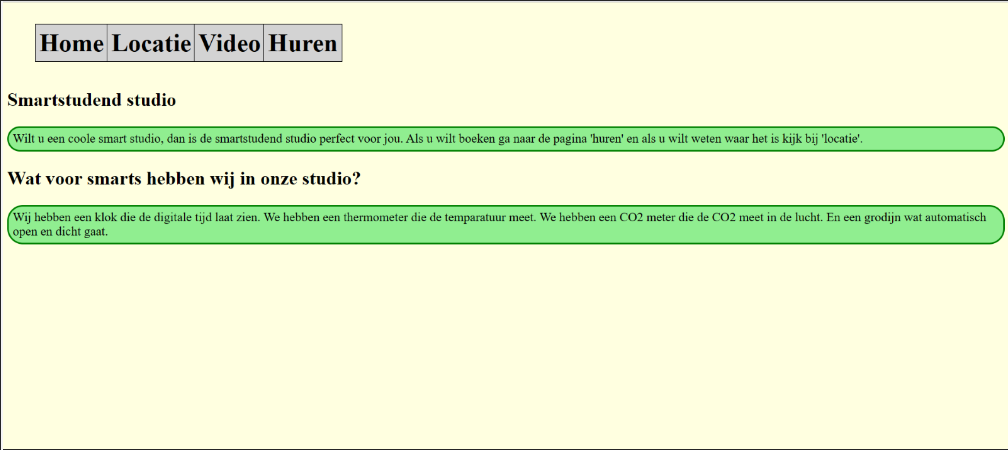 Home Locatie Video Huren
Smartstudend studio
Wilt u een coole smart studio, dan is de smartstudend studio perfect voor jou. Als u wilt boeken ga naar de pagina 'huren' en als u wilt weten waar het is kijk bij 'locatie'.
Wat voor smarts hebben wij in onze studio?
Wij hebben een klok die de digitale tijd laat zien. We hebben een thermometer die de temparatuur meet. We hebben een CO2 meter die de CO2 meet in de lucht. En een grodijn wat automatisch
open en dicht gaat.